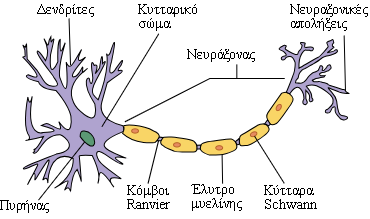 Δενδρίτες
Κυτταρικό
σώμα
Νευράξονας
Νευραξονικές
απολήξεις
Πυρήνας
Κόμβοι
Ranvier
Έλυτρο
μυελίνης
Κύτταρα
Schwann